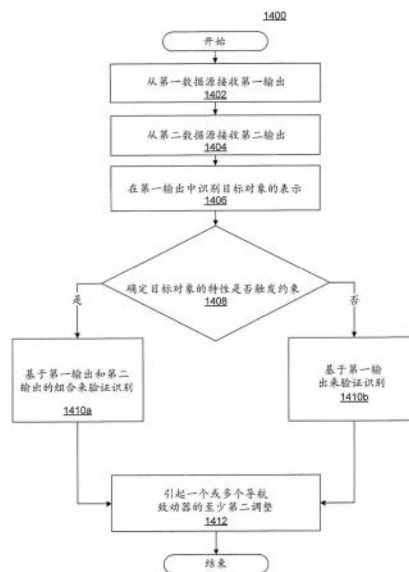 1400
开始
从第一数据源接收第一输出
1402
从第二数据源接收第二输出
1404
在第一输出中识别目标对象的表示
1406
确定目标对象的特性是否触发约束
1408
是
否
基于第一输出和第二
输出的组合来验证识别
1410a
基于第一输
出来验证识别
1410b
引起一个或多个导航
致动器的至少第二调整
1412
结束